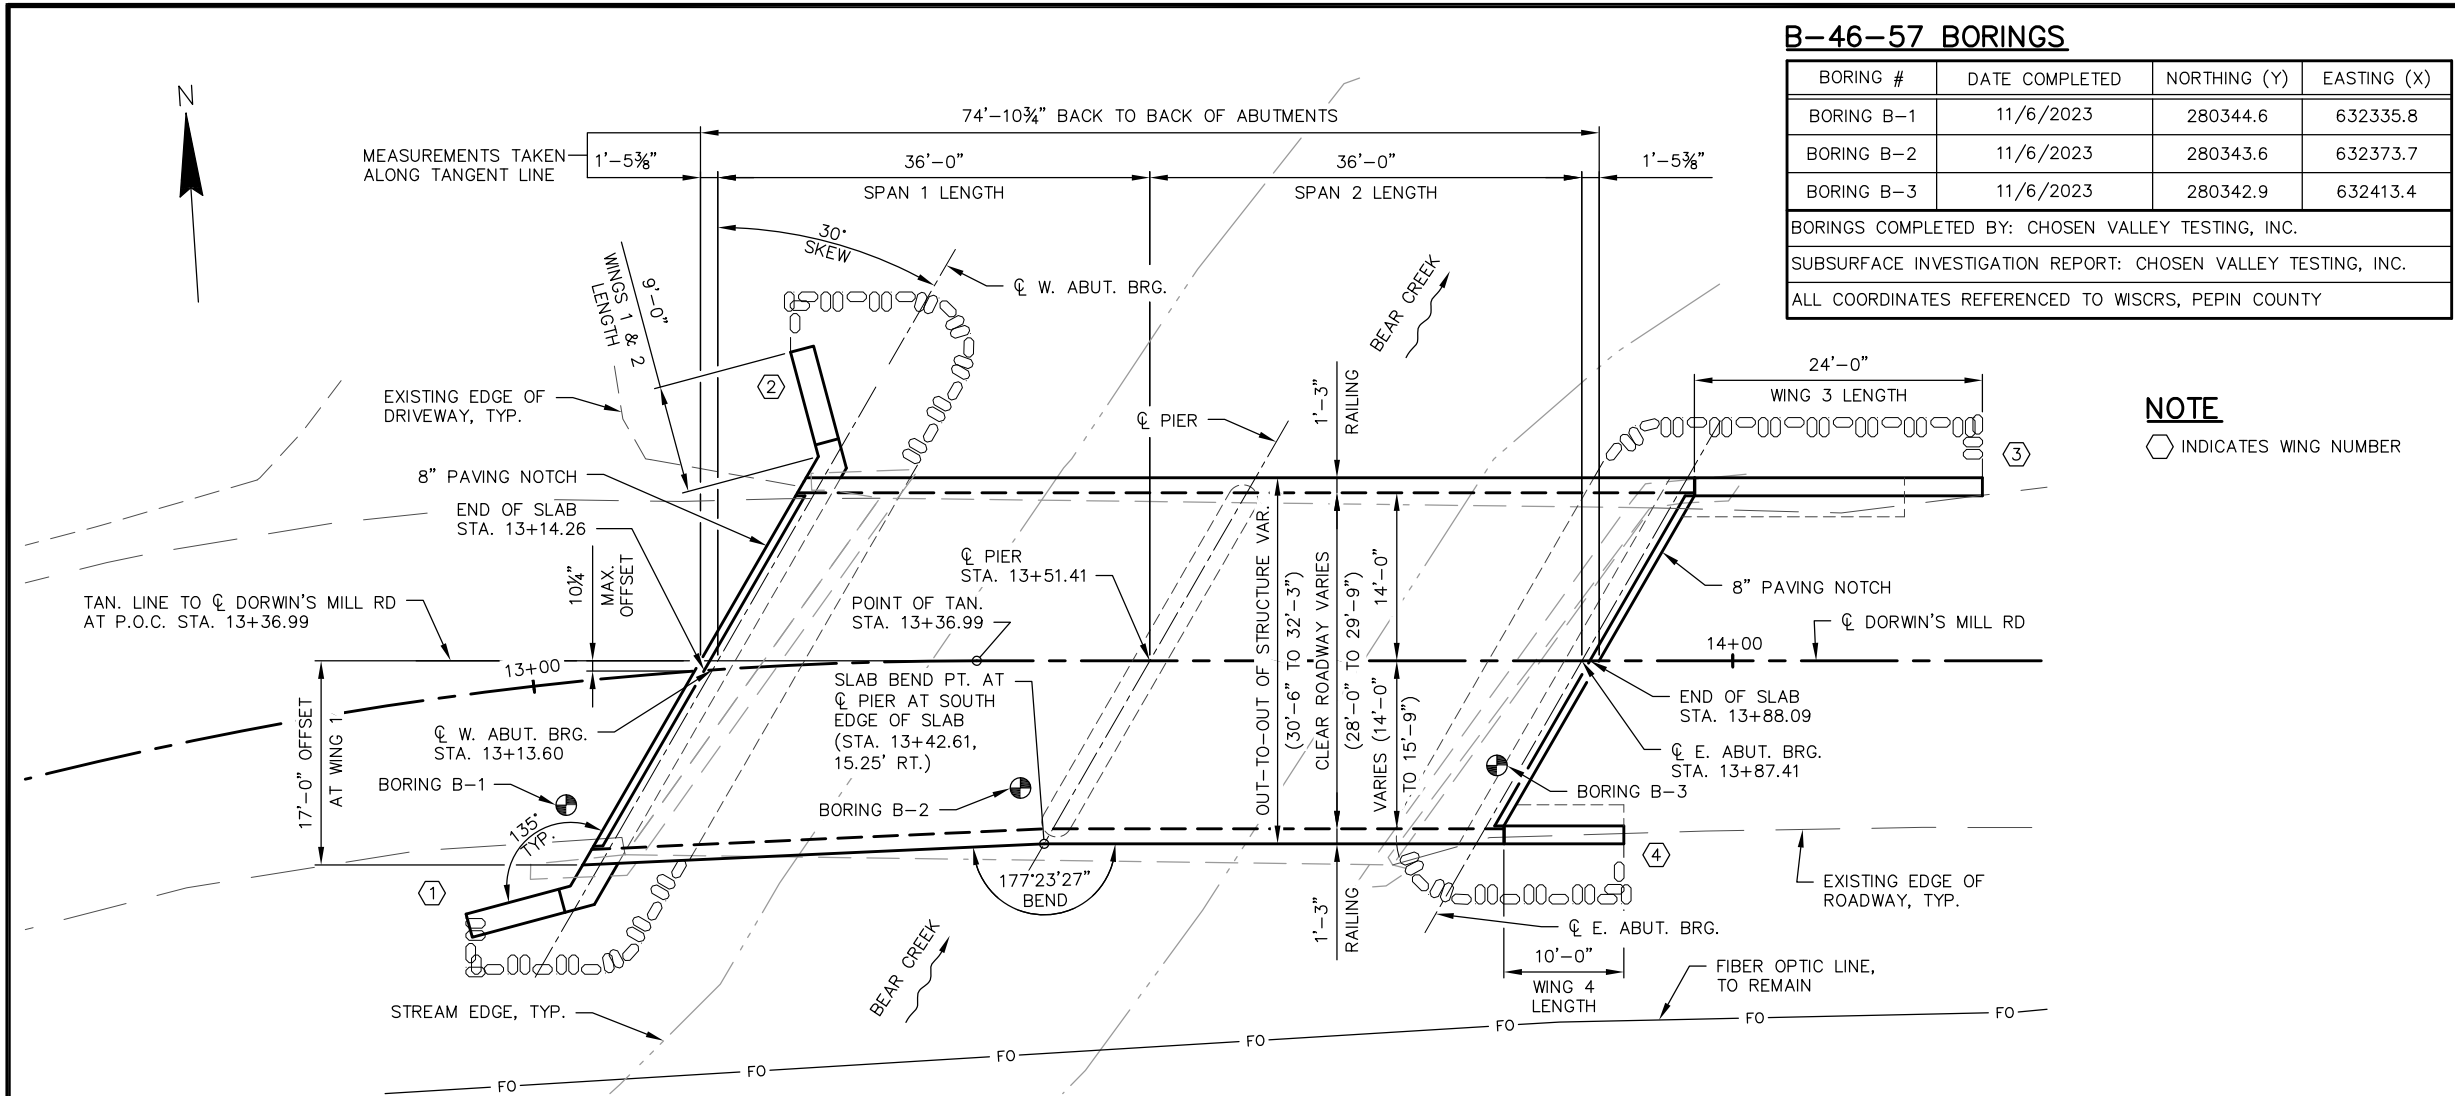 B-46-57 BORINGS
BORING # DATE COMPLETED NORTHING (Y) EASTING (X)
BORING B-1 11/6/2023 280344.6 632335.8
BORING B-2 11/6/2023 280343.6 632373.7
BORING B-3 11/6/2023 280342.9 632413.4
BORINGS COMPLETED BY: CHOSEN VALLEY TESTING, INC.
SUBSURFACE INVESTIGATION REPORT: CHOSEN VALLEY TESTING, INC.
ALL COORDINATES REFERENCED TO WISCRS, PEPIN COUNTY
N
74'-10¾" BACK TO BACK OF ABUTMENTS
MEASUREMENTS TAKEN
ALONG TANGENT LINE
1'-5⅜"
36'-0"
SPAN 1 LENGTH
36'-0"
SPAN 2 LENGTH
1'-5⅜"
30°
SKEW
9'-0"
WINGS 1 & 2
LENGTH
℄ W. ABUT. BRG.
BEAR CREEK
24'-0"
WING 3 LENGTH
NOTE
INDICATES WING NUMBER
2
EXISTING EDGE OF
DRIVEWAY, TYP.
℄ PIER
1'-3"
RAILING
3
8" PAVING NOTCH
END OF SLAB
STA. 13+14.26
10¼"
MAX.
OFFSET
℄ PIER
STA. 13+51.41
OUT-TO-OUT OF STRUCTURE VAR.
(30'-6" TO 32'-3")
CLEAR ROADWAY VARIES
(28'-0" TO 29'-9")
14'-0"
VARIES (14'-0"
TO 15'-9")
8" PAVING NOTCH
TAN. LINE TO ℄ DORWIN'S MILL RD
AT P.O.C. STA. 13+36.99
POINT OF TAN.
STA. 13+36.99
℄ DORWIN'S MILL RD
13+00
14+00
17'-0" OFFSET
AT WING 1
SLAB BEND PT. AT
℄ PIER AT SOUTH
EDGE OF SLAB
(STA. 13+42.61,
15.25' RT.)
END OF SLAB
STA. 13+88.09
℄ W. ABUT. BRG.
STA. 13+13.60
℄ E. ABUT. BRG.
STA. 13+87.41
BORING B-1
BORING B-2
BORING B-3
135°
TYP.
1
177°23'27"
BEND
4
1'-3"
RAILING
EXISTING EDGE OF
ROADWAY, TYP.
℄ E. ABUT. BRG.
10'-0"
WING 4
LENGTH
FIBER OPTIC LINE,
TO REMAIN
STREAM EDGE, TYP.
BEAR CREEK
FO FO FO FO FO FO FO